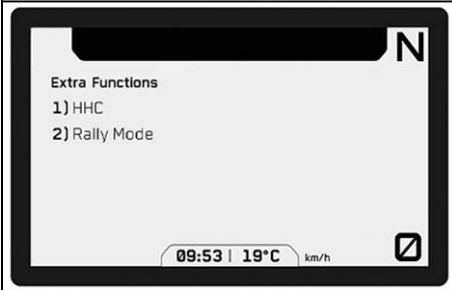 N
Extra Functions
1) HHC
2) Rally Mode
09:53 | 19°C km/h
0